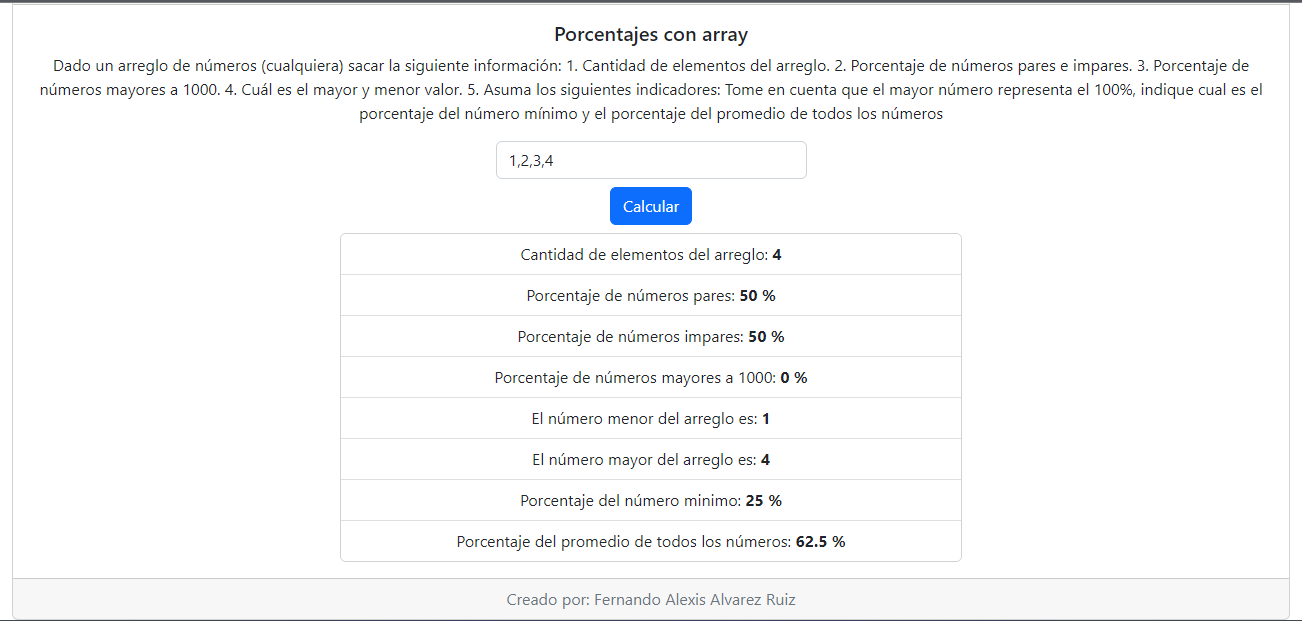 Porcentajes con array
Dado un arreglo de números (cualquiera) sacar la siguiente información: 1. Cantidad de elementos del arreglo. 2. Porcentaje de números pares e impares. 3. Porcentaje de
números mayores a 1000. 4. Cuál es el mayor y menor valor. 5. Asuma los siguientes indicadores: Tome en cuenta que el mayor número representa el 100%, indique cual es el
porcentaje del número mínimo y el porcentaje del promedio de todos los números
1,2,3,4
Calcular
Cantidad de elementos del arreglo: 4
Porcentaje de números pares: 50 %
Porcentaje de números impares: 50 %
Porcentaje de números mayores a 1000: 0 %
El número menor del arreglo es: 1
El número mayor del arreglo es: 4
Porcentaje del número minimo: 25 %
Porcentaje del promedio de todos los números: 62.5 %
Creado por: Fernando Alexis Alvarez Ruiz